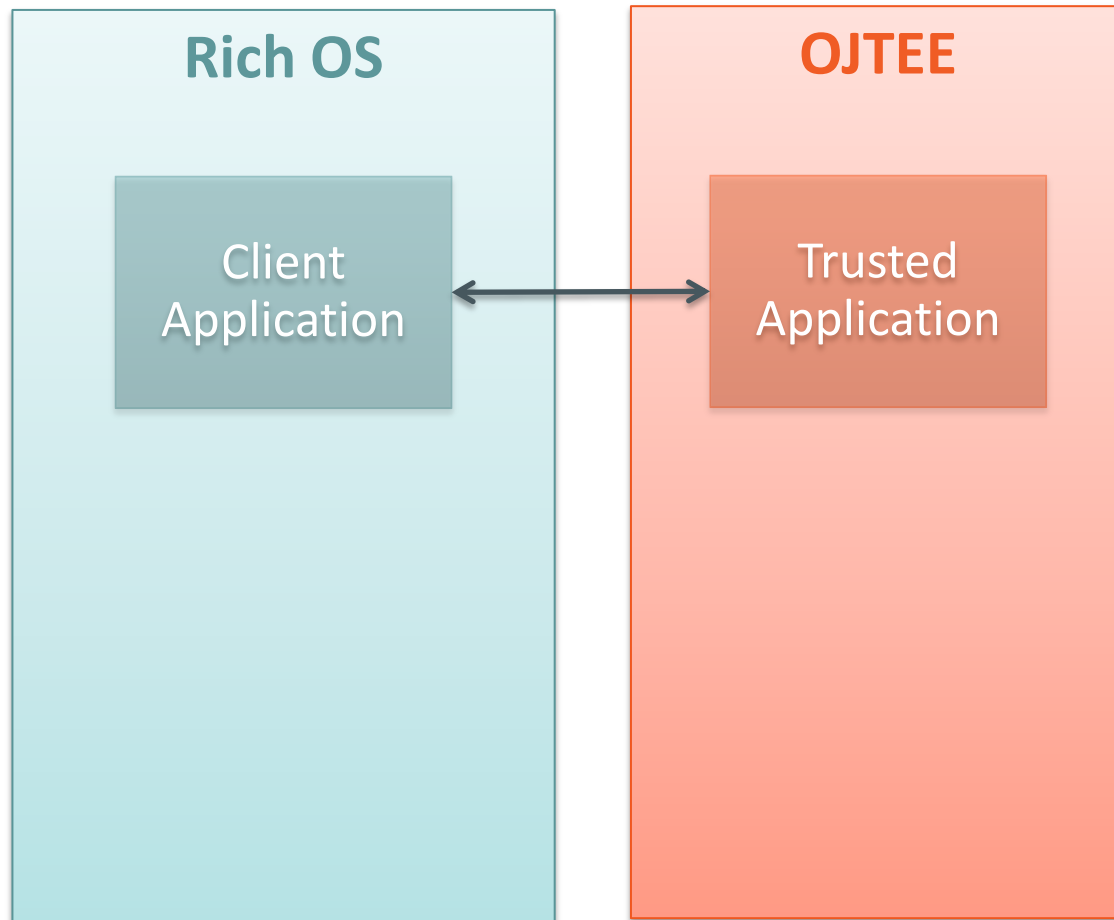 Rich OS
OJTEE
Client
Application
Trusted
Application